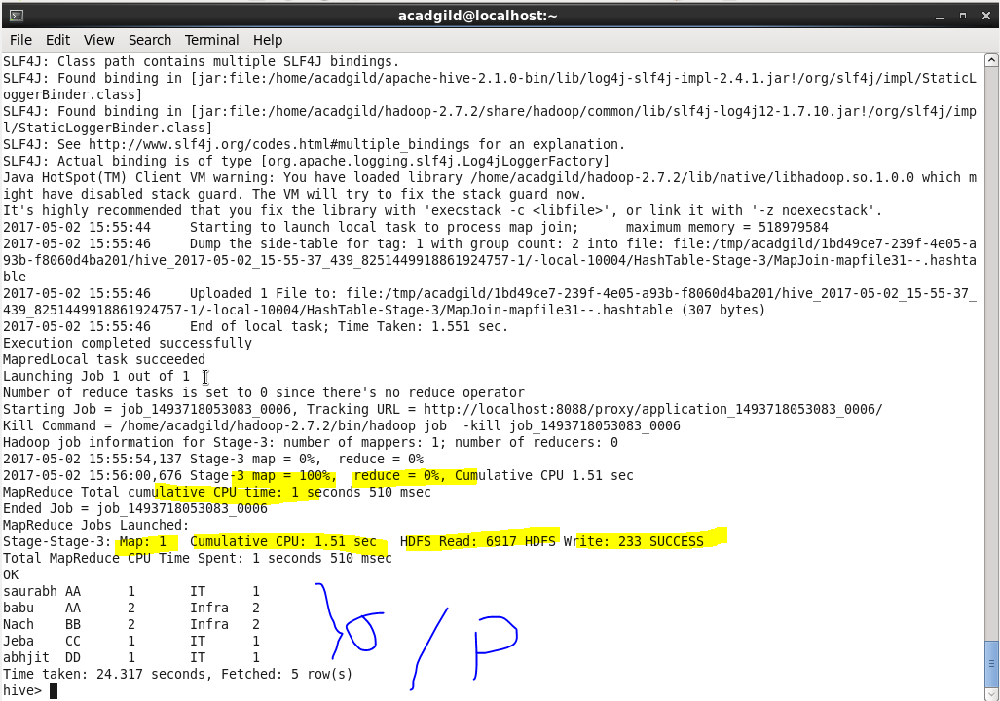 acadgild@localhost:~
File Edit View Search Terminal Help
SLF4J: Class path contains multiple SLF4J bindings.
SLF4J: Found binding in [jar:file:/home/acadgild/apache-hive-2.1.0-bin/lib/log4j-slf4j-impl-2.4.1.jar!/org/slf4j/impl/StaticL
oggerBinder.class]
SLF4J: Found binding in [jar:file:/home/acadgild/hadoop-2.7.2/share/hadoop/common/lib/slf4j-log4j12-1.7.10.jar!/org/slf4j/imp
l/StaticLoggerBinder.class]
SLF4J: See http://www.slf4j.org/codes.html#multiple_bindings for an explanation.
SLF4J: Actual binding is of type [org.apache.logging.slf4j.Log4jLoggerFactory]
Java HotSpot(TM) Client VM warning: You have loaded library /home/acadgild/hadoop-2.7.2/lib/native/libhadoop.so.1.0.0 which m
ight have disabled stack guard. The VM will try to fix the stack guard now.
It's highly recommended that you fix the library with 'execstack -c <libfile>', or link it with '-z noexecstack'.
2017-05-02 15:55:44     Starting to launch local task to process map join;      maximum memory = 518979584
2017-05-02 15:55:46     Dump the side-table for tag: 1 with group count: 2 into file: file:/tmp/acadgild/1bd49ce7-239f-4e05-a
93b-f8060d4ba201/hive_2017-05-02_15-55-37_439_8251449918861924757-1/-local-10004/HashTable-Stage-3/MapJoin-mapfile31--.hashta
ble
2017-05-02 15:55:46     Uploaded 1 File to: file:/tmp/acadgild/1bd49ce7-239f-4e05-a93b-f8060d4ba201/hive_2017-05-02_15-55-37_
439_8251449918861924757-1/-local-10004/HashTable-Stage-3/MapJoin-mapfile31--.hashtable (307 bytes)
2017-05-02 15:55:46     End of local task; Time Taken: 1.551 sec.
Execution completed successfully
MapredLocal task succeeded
Launching Job 1 out of 1
Number of reduce tasks is set to 0 since there's no reduce operator
Starting Job = job_1493718053083_0006, Tracking URL = http://localhost:8088/proxy/application_1493718053083_0006/
Kill Command = /home/acadgild/hadoop-2.7.2/bin/hadoop job  -kill job_1493718053083_0006
Hadoop job information for Stage-3: number of mappers: 1; number of reducers: 0
2017-05-02 15:55:54,137 Stage-3 map = 0%,  reduce = 0%
2017-05-02 15:56:00,676 Stage-3 map = 100%,  reduce = 0%, Cumulative CPU 1.51 sec
MapReduce Total cumulative CPU time: 1 seconds 510 msec
Ended Job = job_1493718053083_0006
MapReduce Jobs Launched:
Stage-Stage-3: Map: 1   Cumulative CPU: 1.51 sec   HDFS Read: 6917 HDFS Write: 233 SUCCESS
Total MapReduce CPU Time Spent: 1 seconds 510 msec
OK
saurabh AA      1       IT      1
babu    AA      2       Infra   2
Nach    BB      2       Infra   2
Jeba    CC      1       IT      1
abhjit  DD      1       IT      1
O/P
Time taken: 24.317 seconds, Fetched: 5 row(s)
hive>